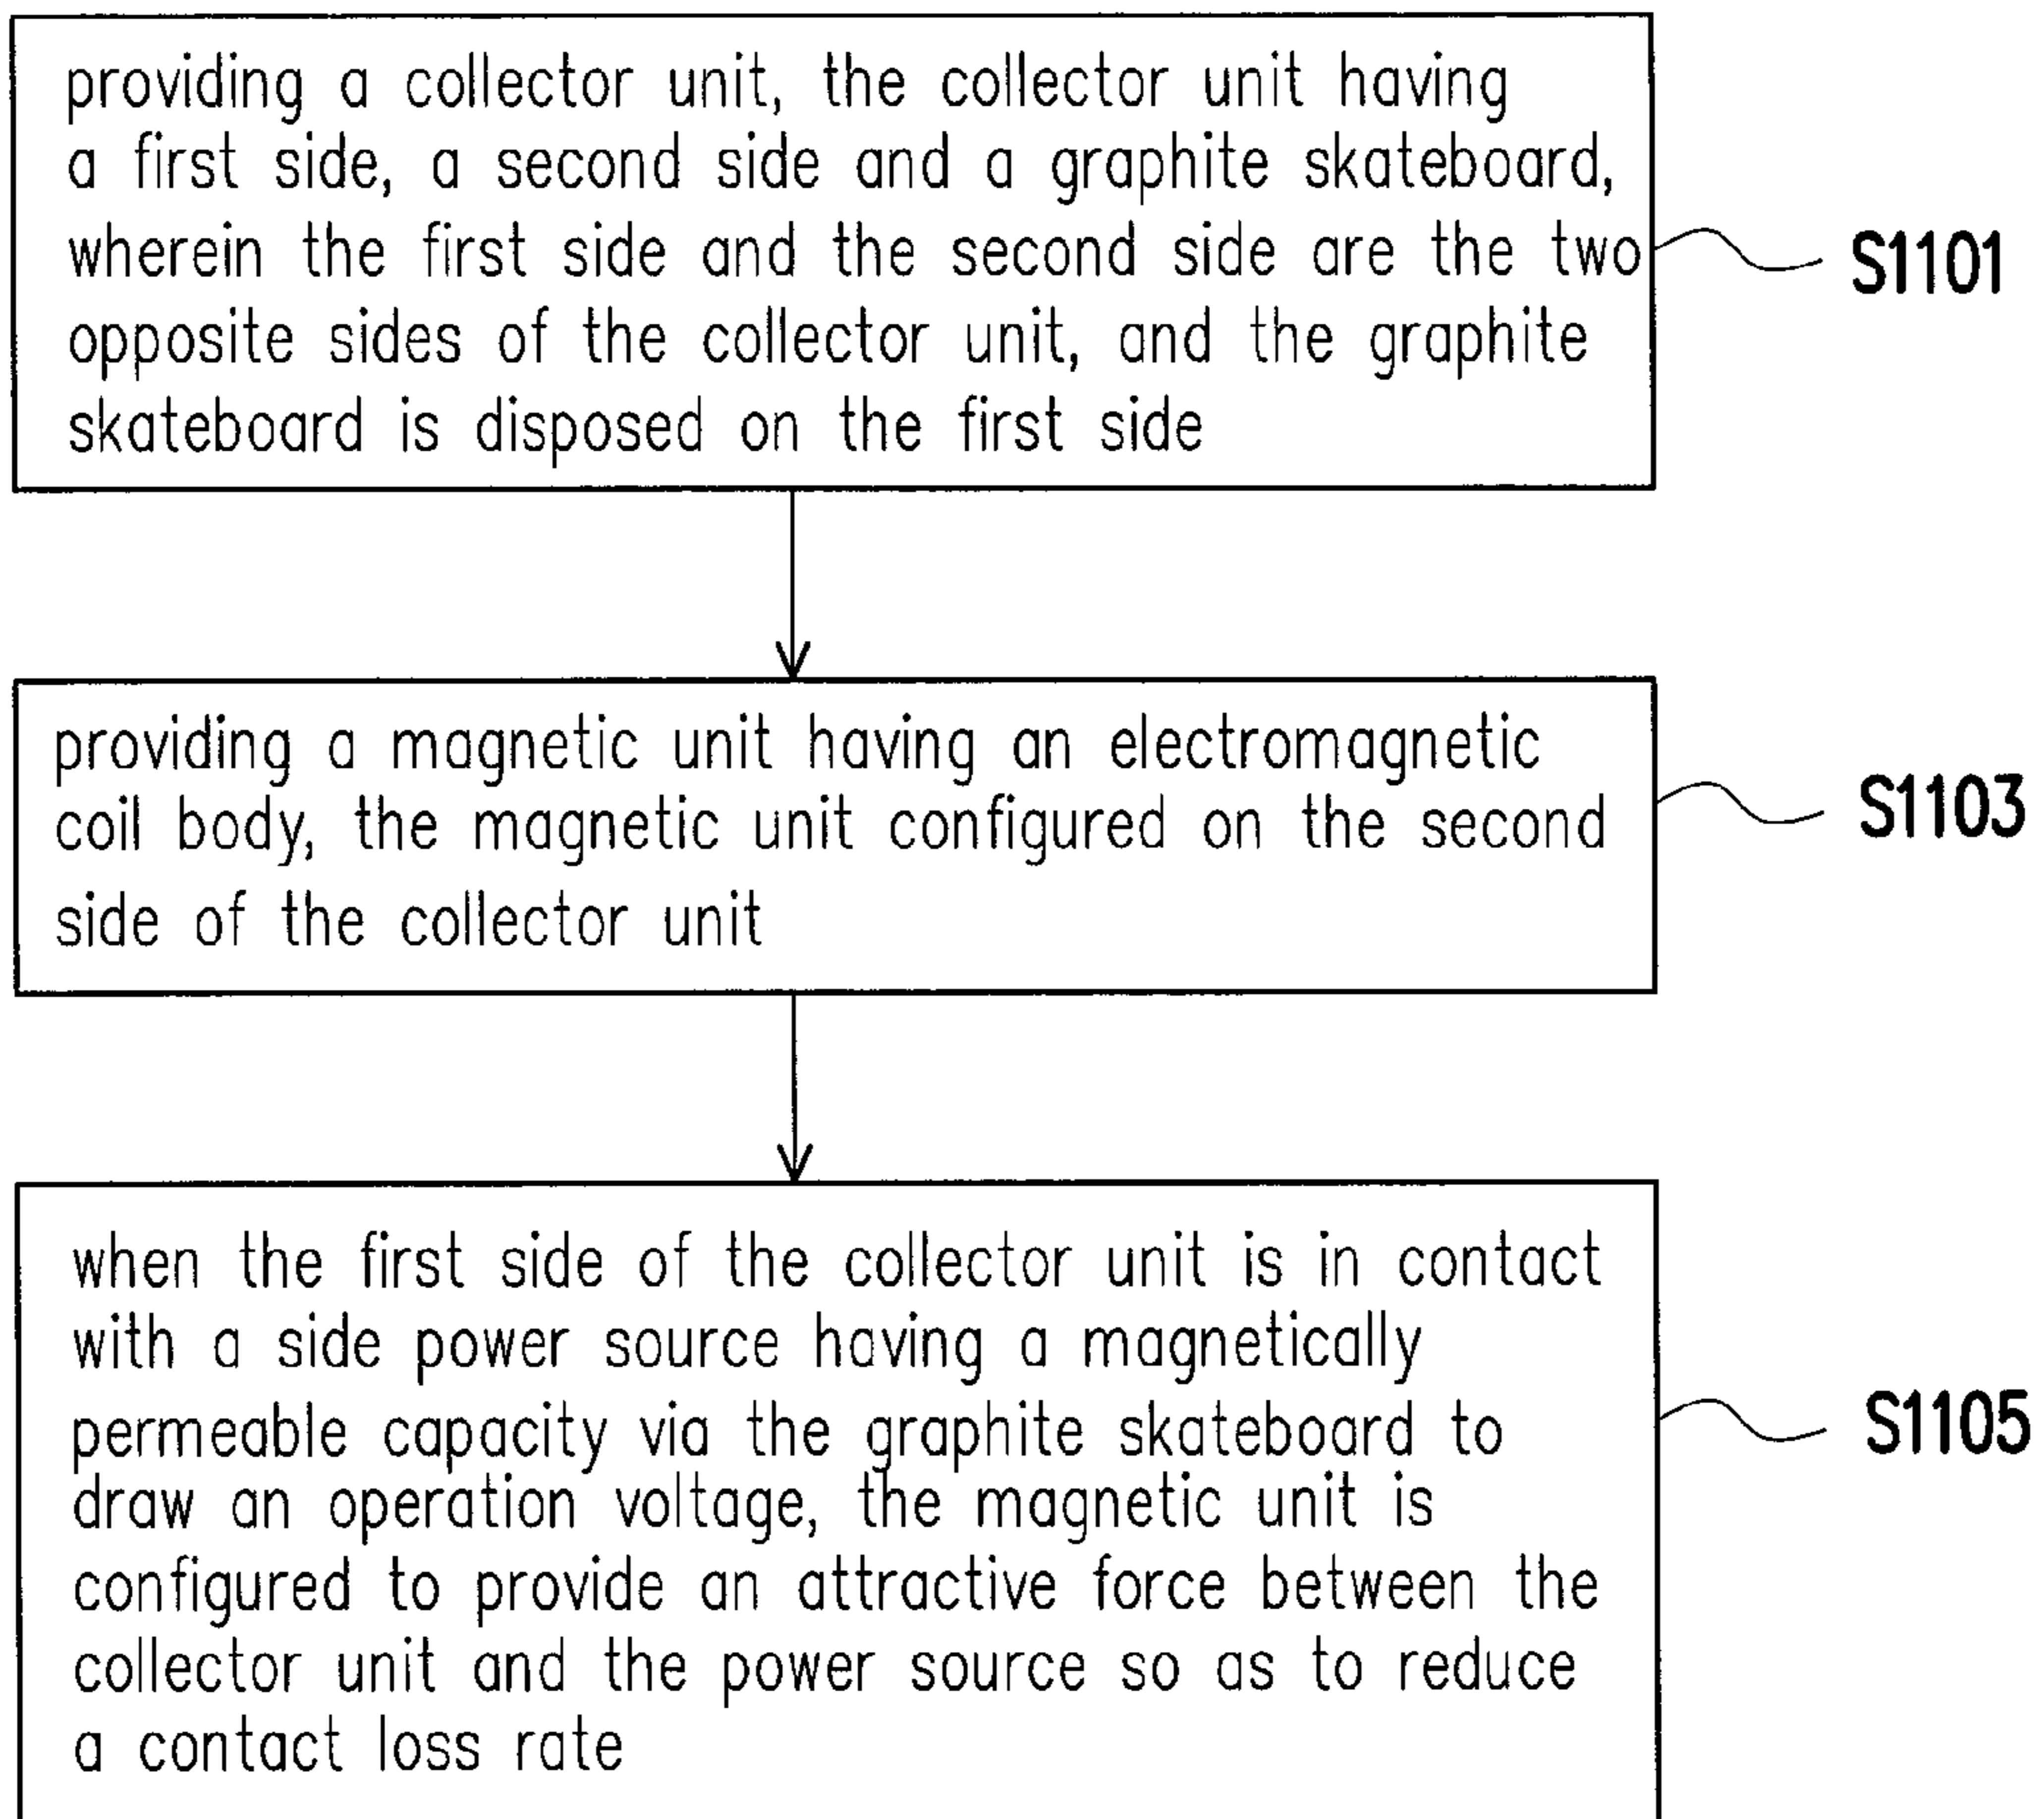 providing a collector unit, the collector unit having
a first side, a second side and a graphite skateboard,
wherein the first side and the second side are the two
opposite sides of the collector unit, and the graphite
skateboard is disposed on the first side
S1101
providing a magnetic unit having an electromagnetic
coil body, the magnetic unit configured on the second
side of the collector unit
S1103
when the first side of the collector unit is in contact
with a side power source having a magnetically
permeable capacity via the graphite skateboard to
draw an operation voltage, the magnetic unit is
configured to provide an attractive force between the
collector unit and the power source so as to reduce
a contact loss rate
S1105